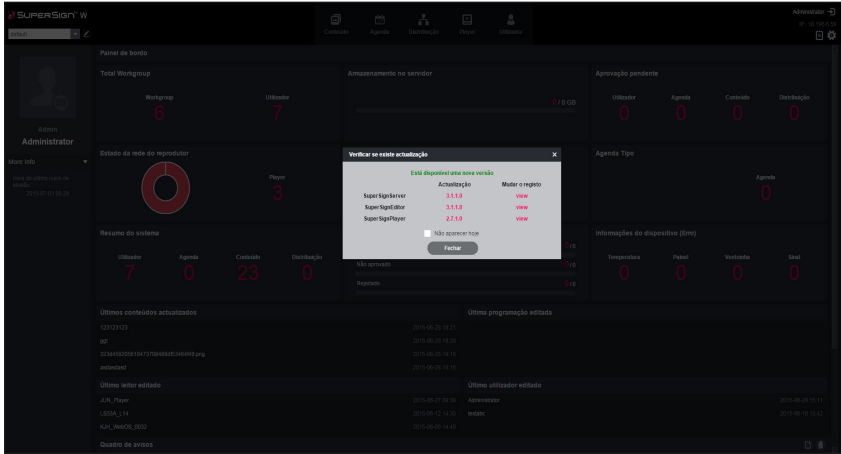 SUPERSIGN™ W
Administrator
default
Conteúdo Agenda Distribuição Player Utilizador
Painel de bordo
Total Workgroup
Workgroup Utilizador
6 7
Armazenamento no servidor
0 / 0 GB
Aprovação pendente
Utilizador Agenda Conteúdo Distribuição
0 0 0 0
Admin
Administrator
More Info
Estado da rede do reprodutor
Player
3
Agenda Tipo
Agenda
0
Verificar se existe actualização X
Está disponível uma nova versão
Actualização Mudar o registo
SuperSignServer 3.1.1.0 view
SuperSignEditor 3.1.1.0 view
SuperSignPlayer 2.7.1.0 view
Não aparecer hoje
Fechar
Resumo do sistema
Utilizador Agenda Conteúdo Distribuição
7 0 23 0
Não aprovado
Rejeitado
Informações do dispositivo (Erro)
Temperatura Painel Ventoinha Sinal
0 0 0 0
Últimos conteúdos actualizados
123123123
Última programação editada
Último leitor editado
JUN_Player
Último utilizador editado
Administrator
Quadro de avisos